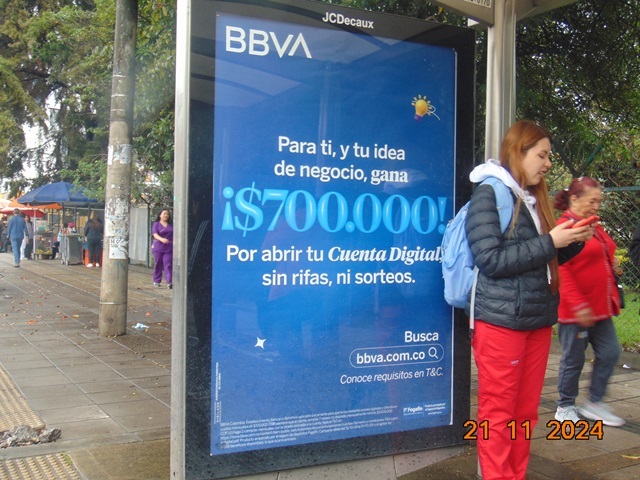 JCDecaux
BBVA
Para ti, y tu idea
de negocio, gana
¡$700.000!
Por abrir tu Cuenta Digital,
sin rifas, ni sorteos.
Busca
bbva.com.co
Conoce requisitos en T&C.
21 11 2024